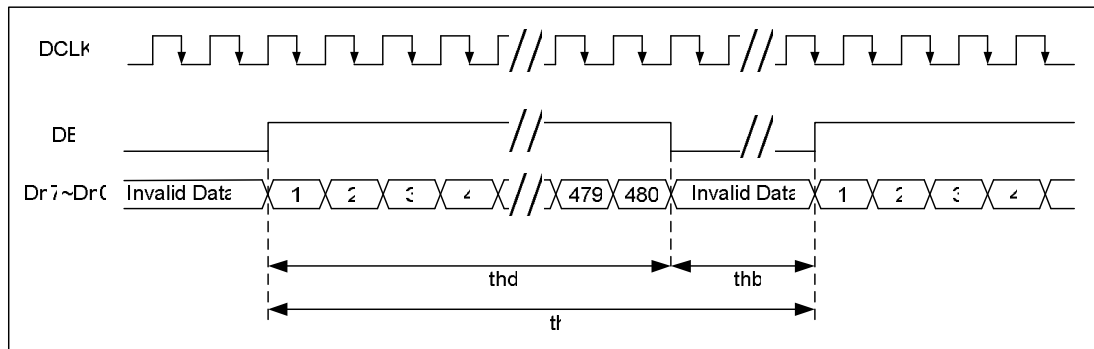 DCLK
DE
Dr7~Dr0 Invalid Data 1 2 3 4 479 480 Invalid Data 1 2 3 4
thd thb
th